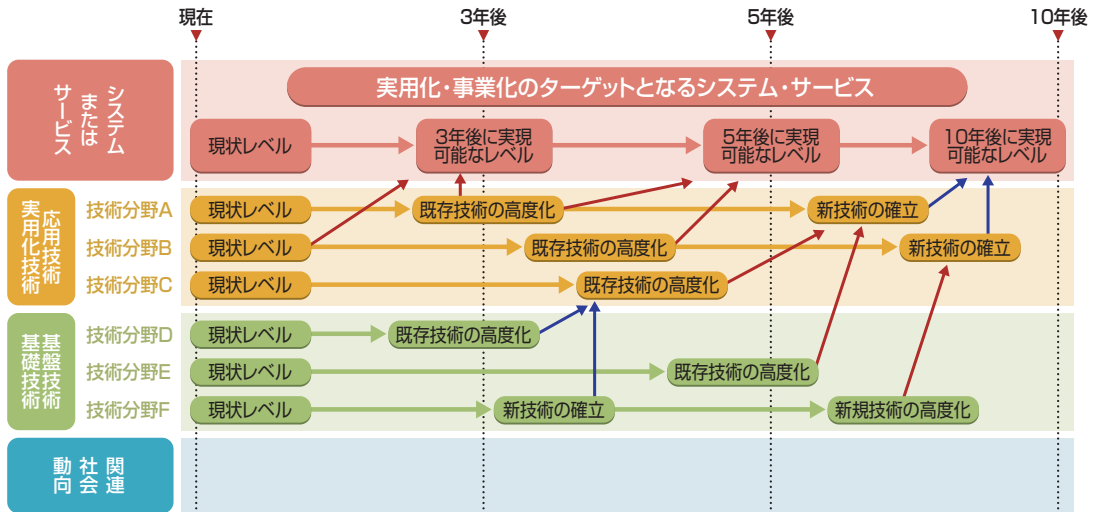 現在
3年後
5年後
10年後
システム
または
サービス
実用化・事業化のターゲットとなるシステム・サービス
現状レベル
3年後に実現
可能なレベル
5年後に実現
可能なレベル
10年後に実現
可能なレベル
応用技術
実用化技術
技術分野A
現状レベル
既存技術の高度化
新技術の確立
技術分野B
現状レベル
既存技術の高度化
新技術の確立
技術分野C
現状レベル
既存技術の高度化
基盤技術
基礎技術
技術分野D
現状レベル
既存技術の高度化
技術分野E
現状レベル
既存技術の高度化
技術分野F
現状レベル
新技術の確立
新規技術の高度化
関連
社会
動向